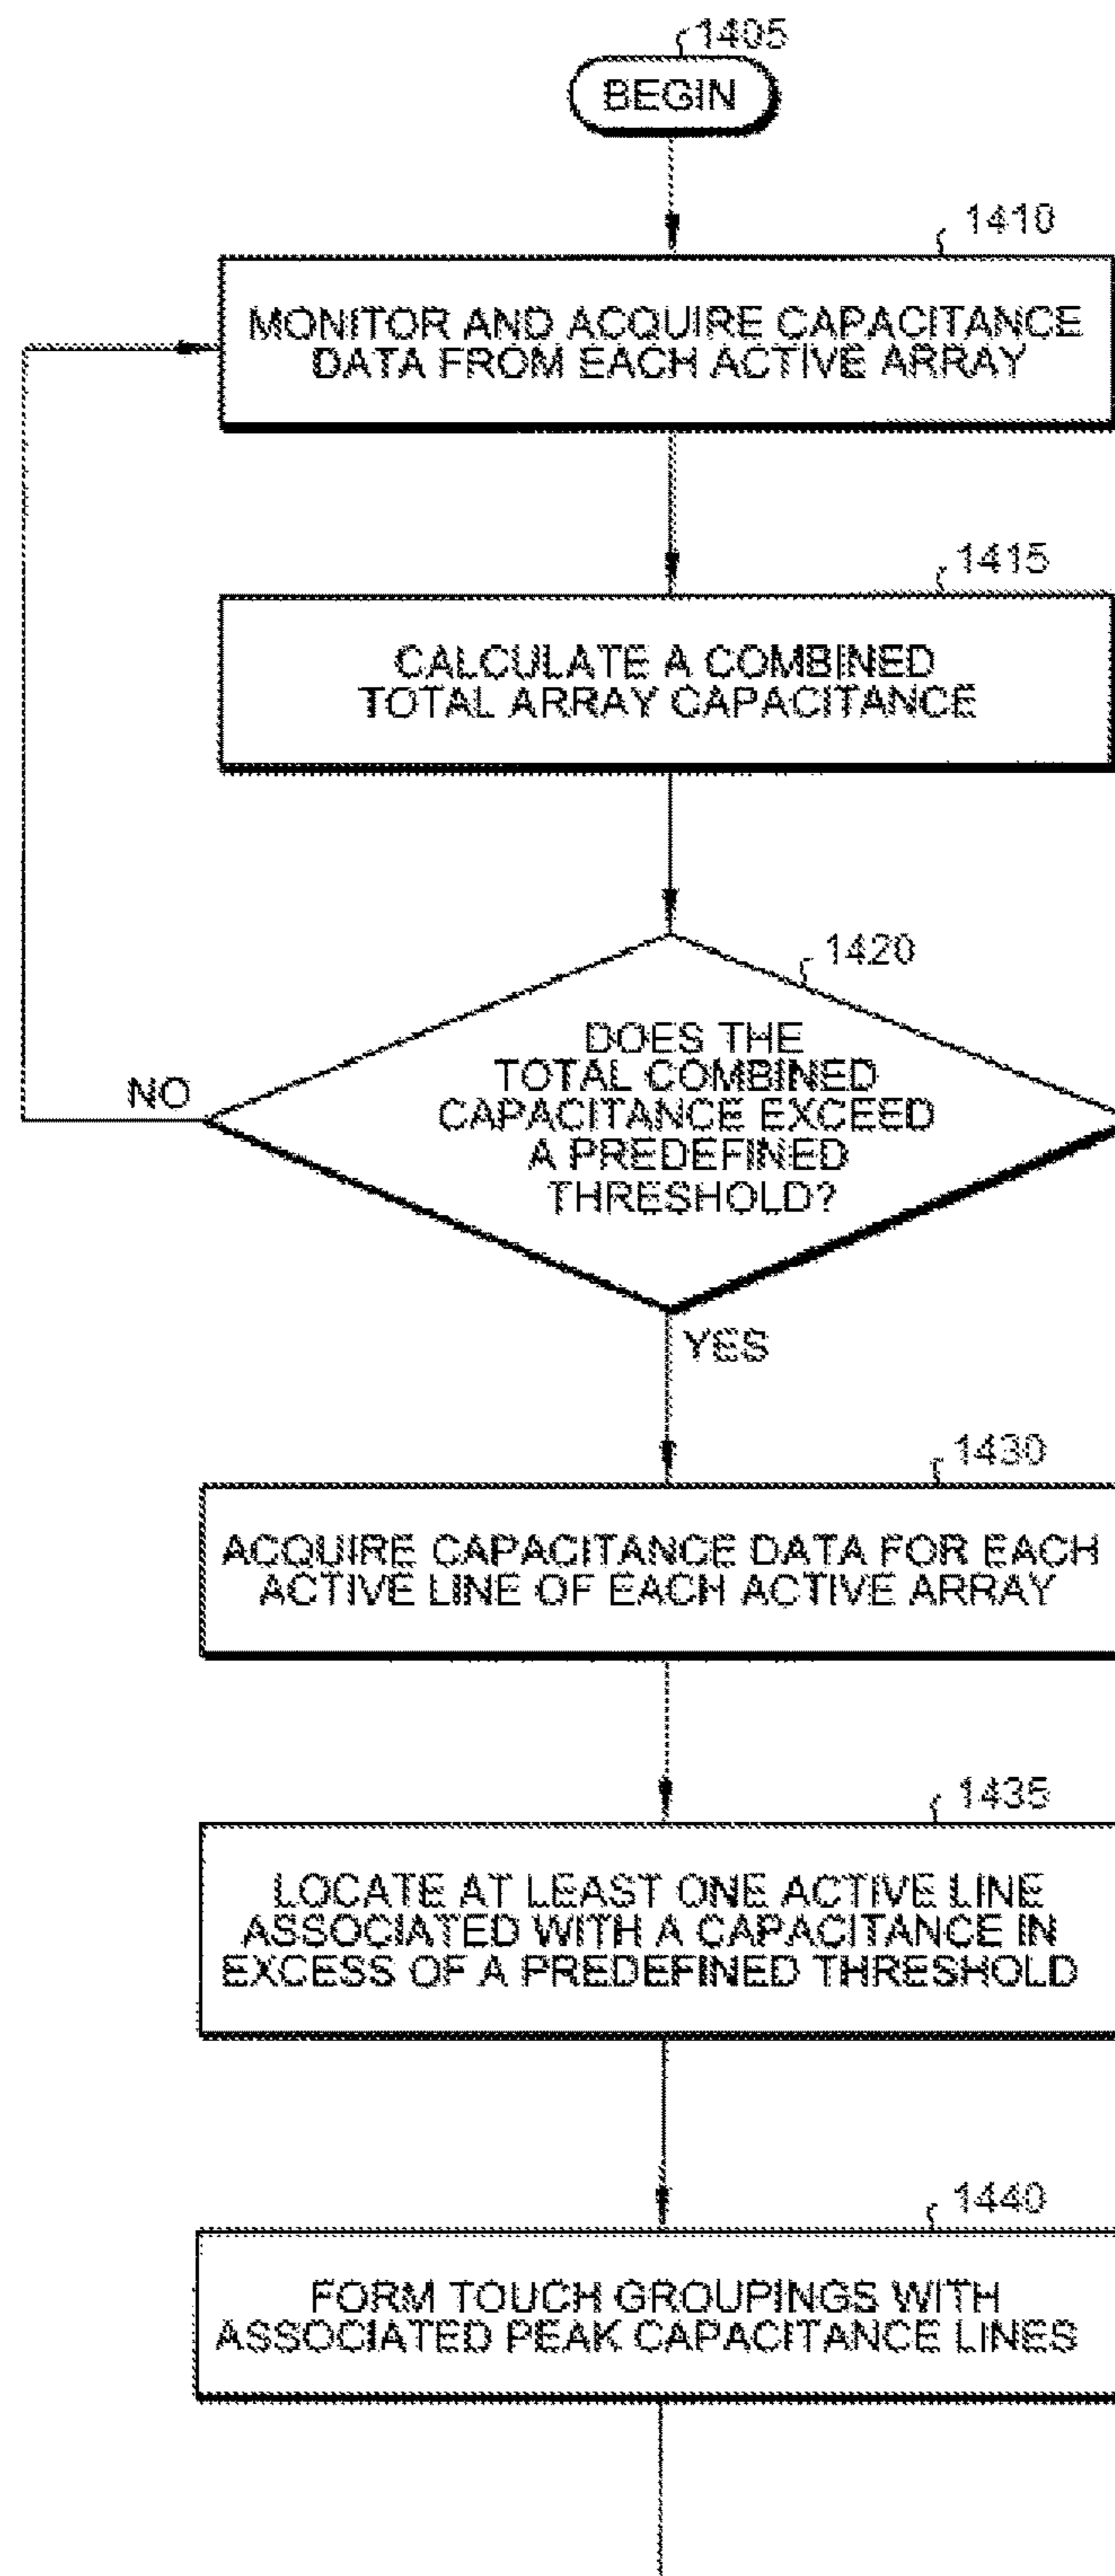 1405
BEGIN
1410
MONITOR AND ACQUIRE CAPACITANCE
DATA FROM EACH ACTIVE ARRAY
1415
CALCULATE A COMBINED
TOTAL ARRAY CAPACITANCE
1420
DOES THE
TOTAL COMBINED
CAPACITANCE EXCEED
A PREDEFINED
THRESHOLD?
NO
YES
1430
ACQUIRE CAPACITANCE DATA FOR EACH
ACTIVE LINE OF EACH ACTIVE ARRAY
1435
LOCATE AT LEAST ONE ACTIVE LINE
ASSOCIATED WITH A CAPACITANCE IN
EXCESS OF A PREDEFINED THRESHOLD
1440
FORM TOUCH GROUPINGS WITH
ASSOCIATED PEAK CAPACITANCE LINES